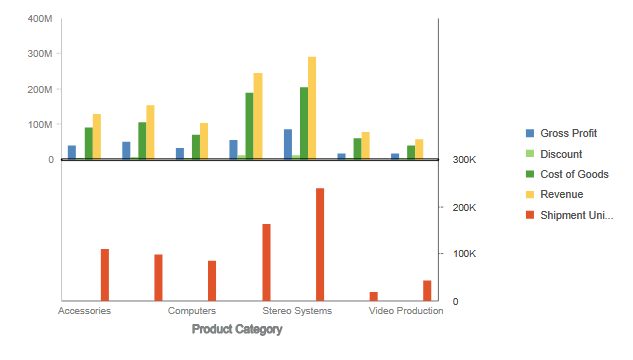 400M
300M
200M
100M
0
300K
200K
100K
0
Accessories
Computers
Stereo Systems
Video Production
Product Category
Gross Profit
Discount
Cost of Goods
Revenue
Shipment Uni...